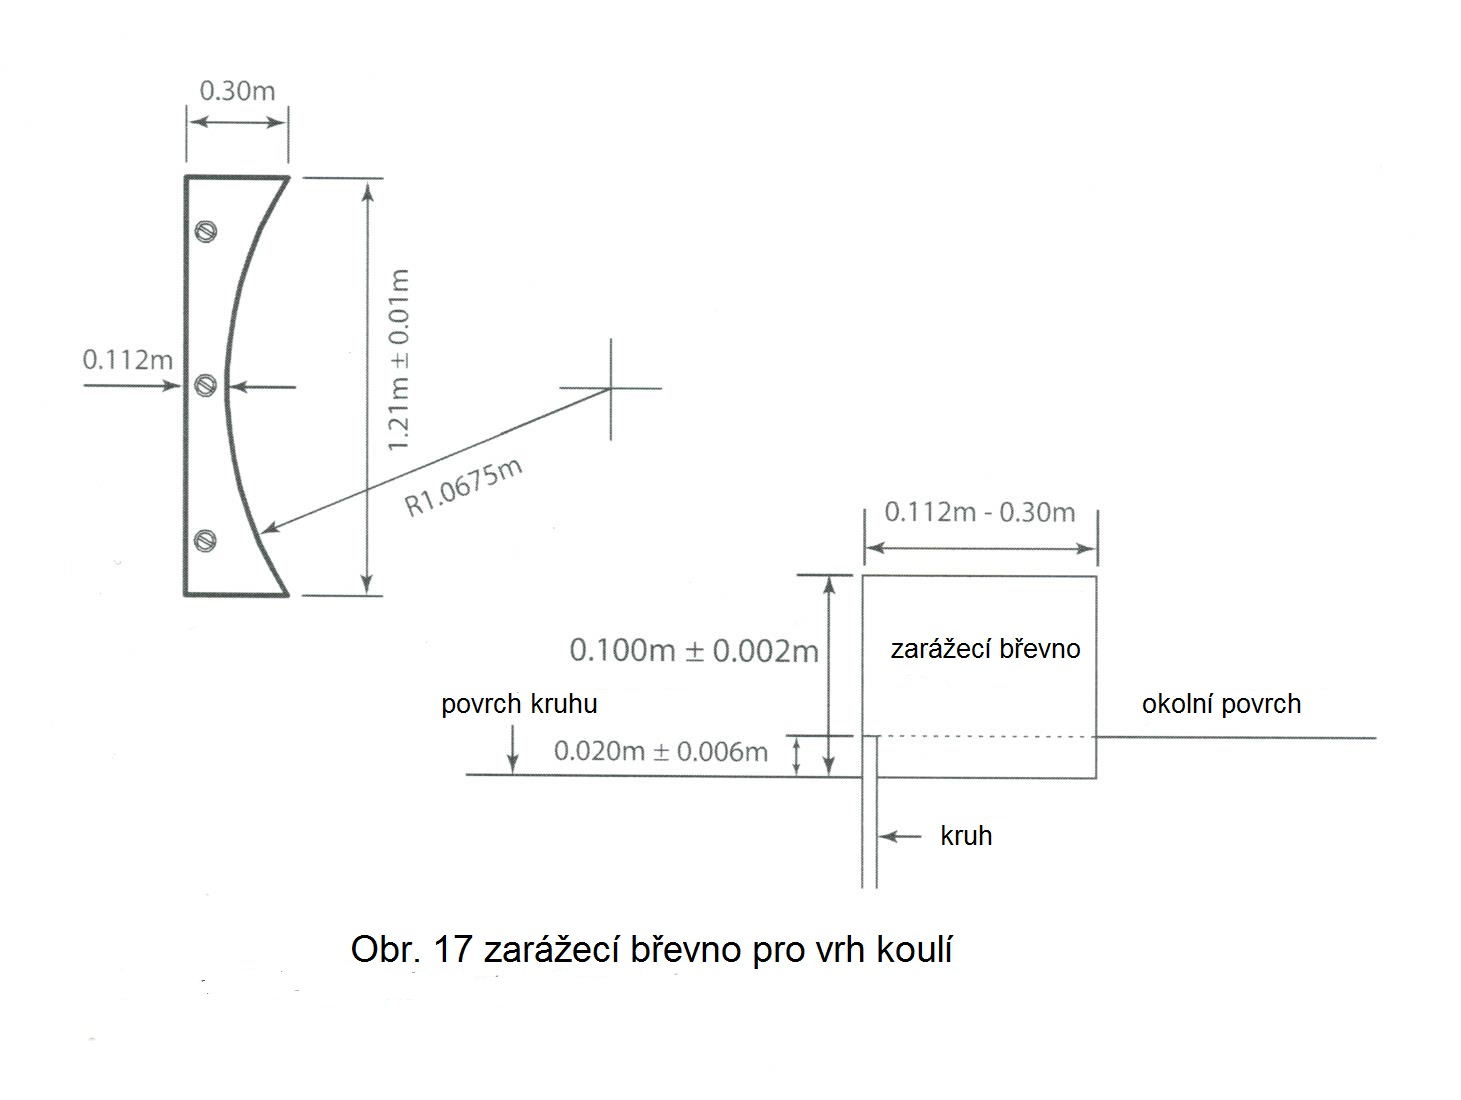 0.30m
0.112m
1.21m ± 0.01m
R1.0675m
0.112m - 0.30m
0.100m ± 0.002m
zarážecí břevno
povrch kruhu
okolní povrch
0.020m ± 0.006m
kruh
Obr. 17 zarážecí břevno pro vrh koulí